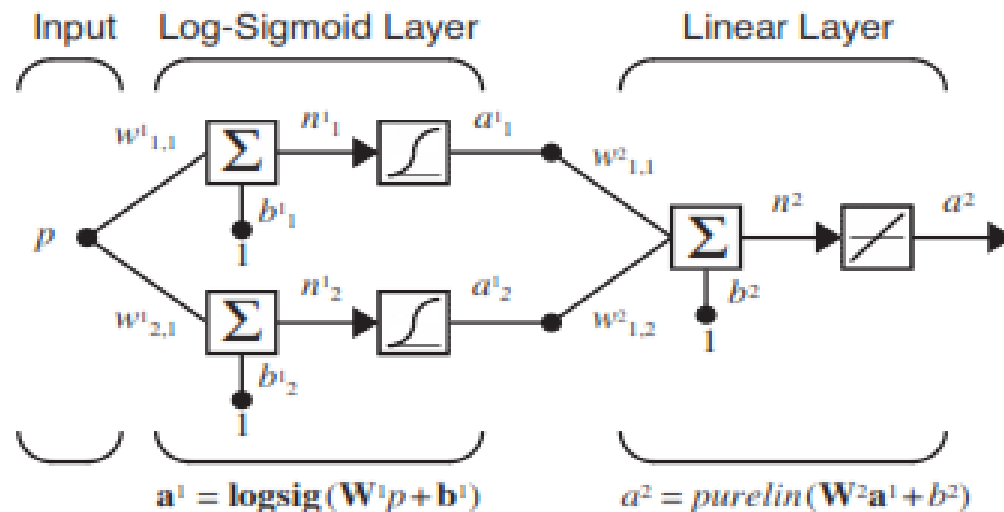 Input Log-Sigmoid Layer Linear Layer
w¹₁,₁ Σ n¹₁ a¹₁ w²₁,₁
b¹₁
1
p
Σ n² a²
b²
1
w¹₂,₁ Σ n¹₂ a¹₂ w²₁,₂
b¹₂
1
a¹ = logsig(W¹p+b¹) a² = purelin(W²a¹+b²)